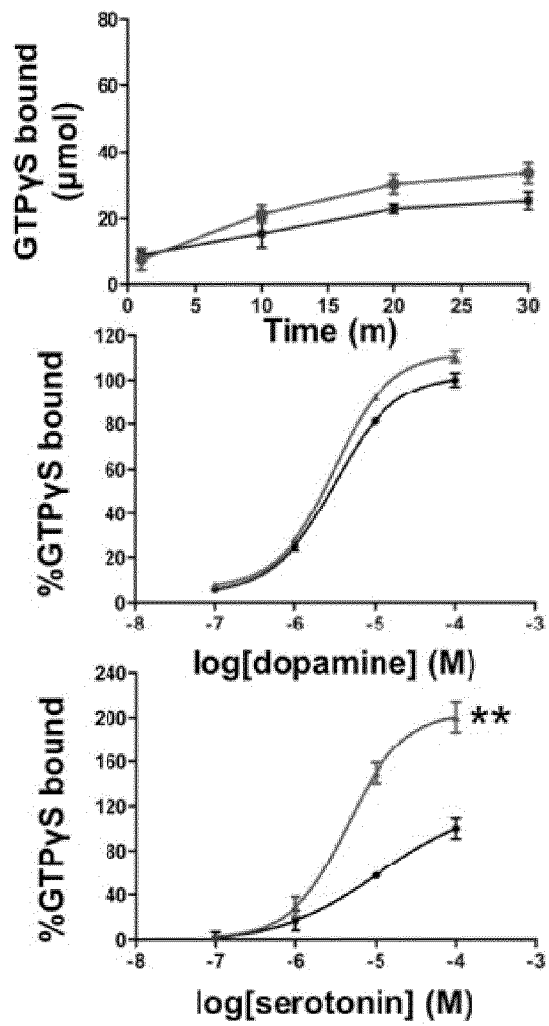 80
60
40
20
0
GTPγS bound
(μmol)
0 5 10 15 20 25 30
Time (m)
120
100
80
60
40
20
0
%GTPγS bound
-8 -7 -6 -5 -4 -3
log[dopamine] (M)
240
200
160
120
80
40
0
%GTPγS bound
**
-8 -7 -6 -5 -4 -3
log[serotonin] (M)